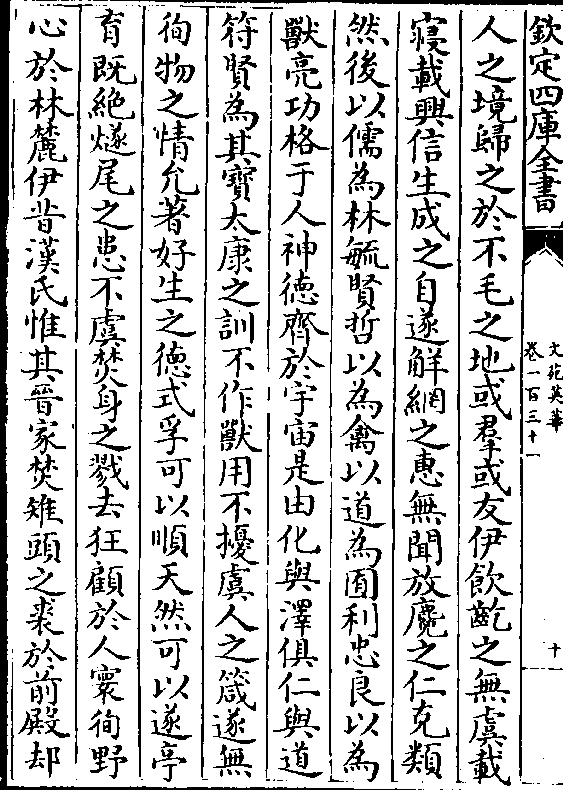 欽定四庫全書
文苑英華
卷一百三十一
十一
人之境歸之於不毛之地或羣或友伊飲齕之無虞載
寢載興信生成之自遂解網之惠無聞放麑之仁克類
然後以儒為林毓賢哲以為禽以道為囿利忠良以為
獸亮功格于人神德齊於宇宙是由化與澤俱仁與道
符賢為其寶太康之訓不作獸用不擾虞人之箴遂無
徇物之情允著好生之德式孚可以順天然可以遂亭
育既絶燧尾之患不虞焚身之戮去狂顧於人寰徇野
心於林麓伊昔漢氏惟其晉家焚雉頭之裘於前殿却